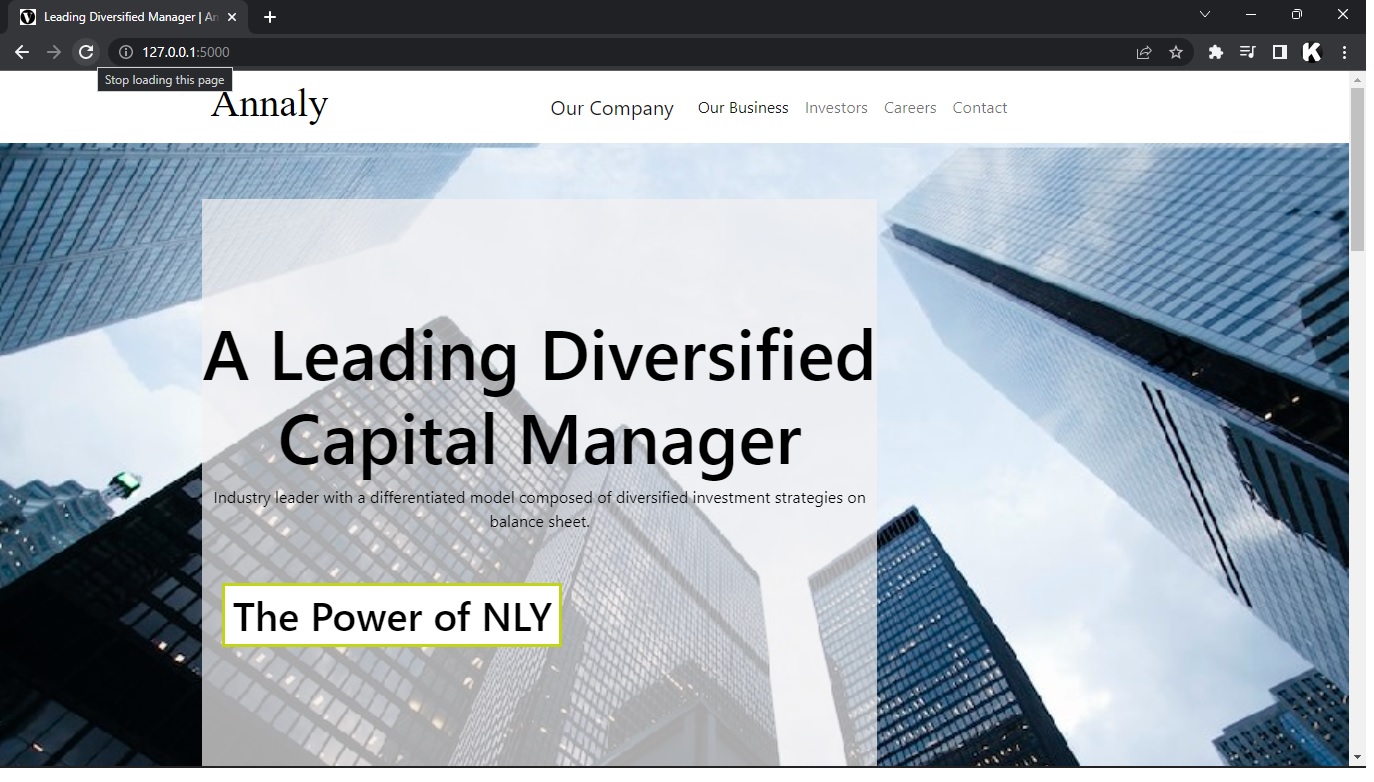 Leading Diversified Manager | An
127.0.0.1:5000
Stop loading this page
Annaly
Our Company Our Business Investors Careers Contact
A Leading Diversified
Capital Manager
Industry leader with a differentiated model composed of diversified investment strategies on
balance sheet.
The Power of NLY